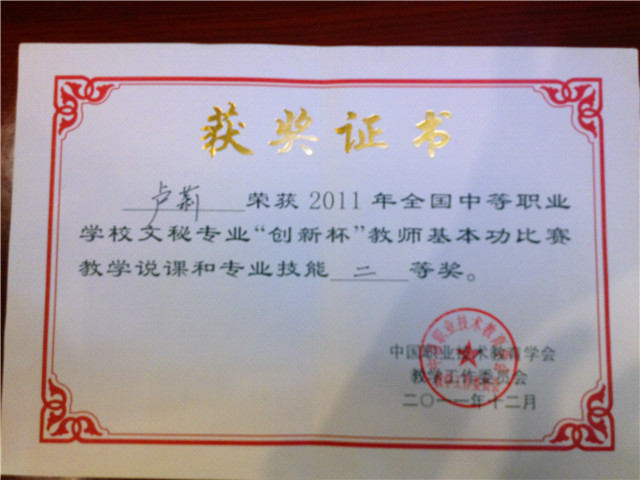 获奖证书
卢莉 荣获 2011 年全国中等职业
学校文秘专业“创新杯”教师基本功比赛
教学说课和专业技能 二 等奖。
中国职业技术教育学会
教学工作委员会
二〇一一年十二月